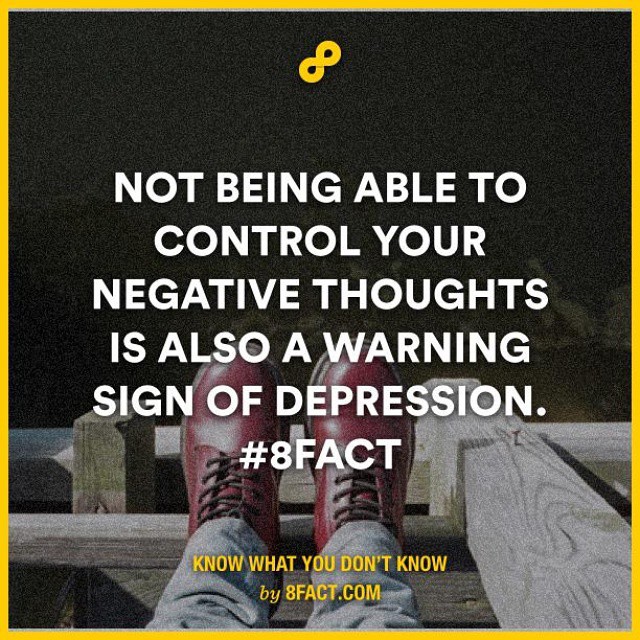 NOT BEING ABLE TO
CONTROL YOUR
NEGATIVE THOUGHTS
IS ALSO A WARNING
SIGN OF DEPRESSION.
#8FACT
KNOW WHAT YOU DON'T KNOW
by 8FACT.COM